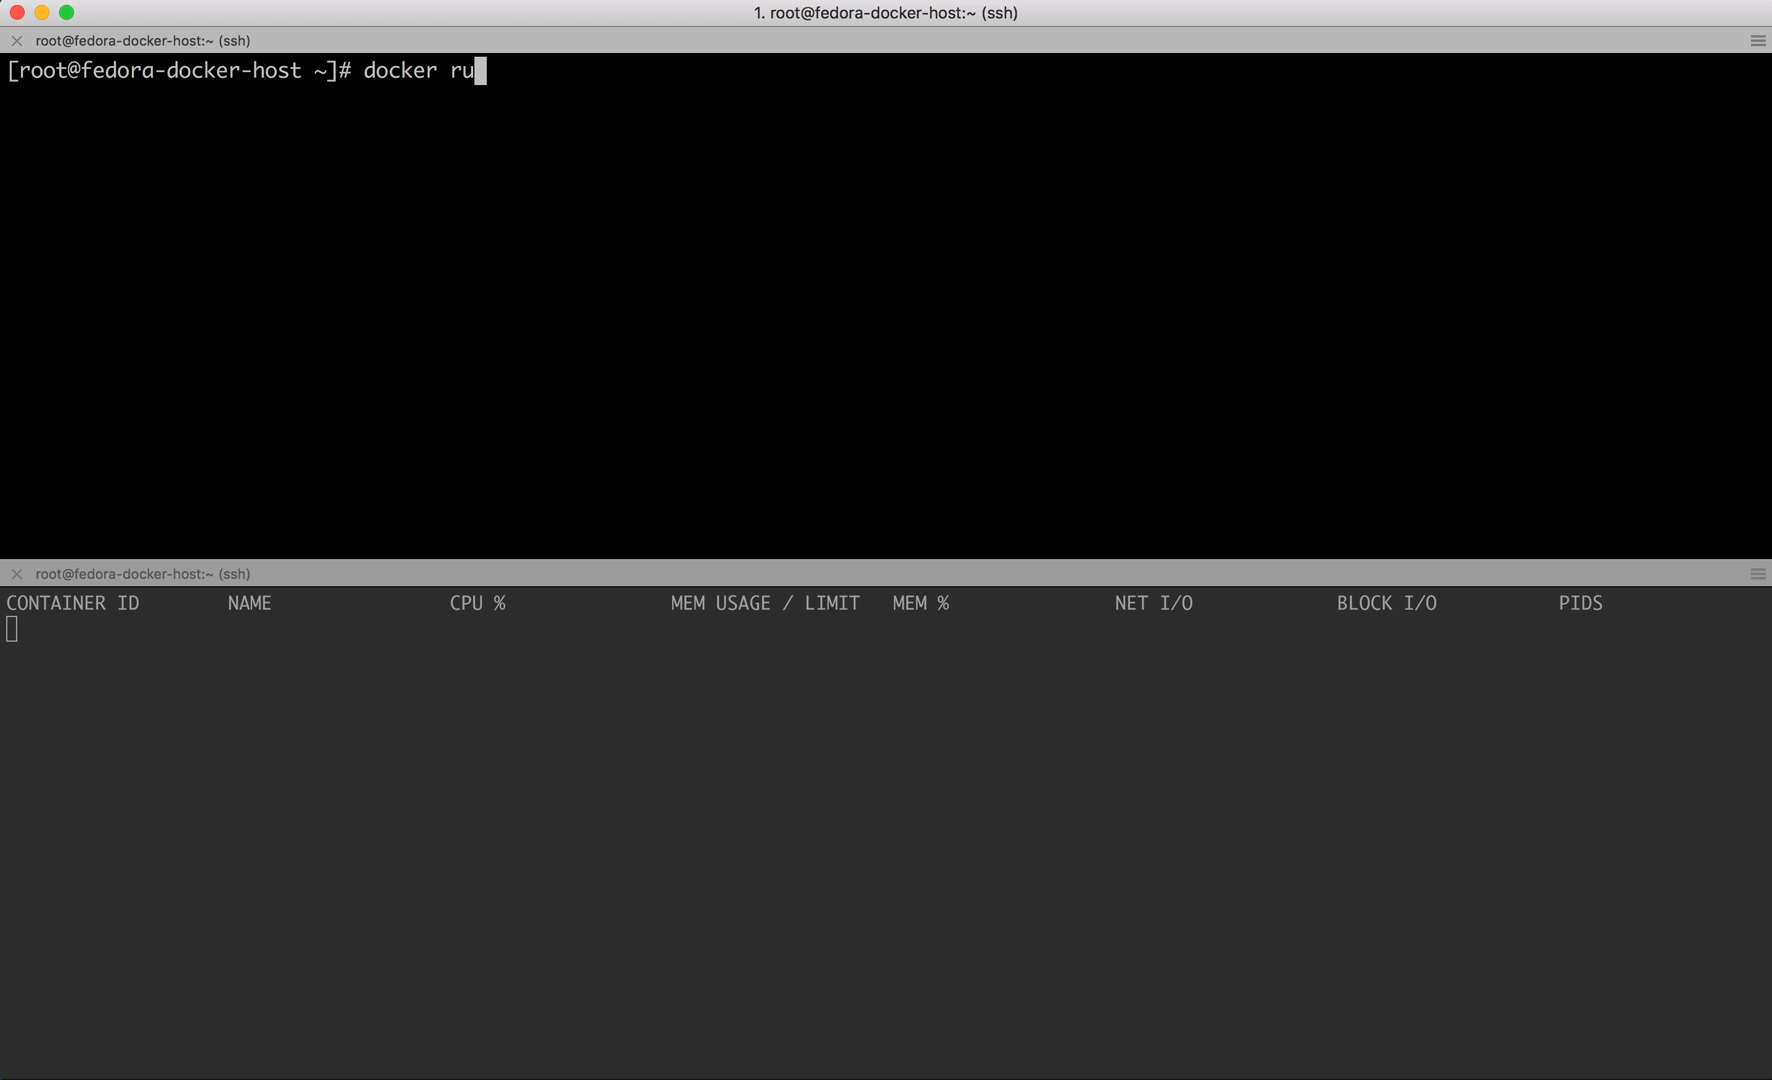 1. root@fedora-docker-host:~ (ssh)
root@fedora-docker-host:~ (ssh)
[root@fedora-docker-host ~]# docker ru
root@fedora-docker-host:~ (ssh)
CONTAINER ID NAME CPU % MEM USAGE / LIMIT MEM % NET I/O BLOCK I/O PIDS